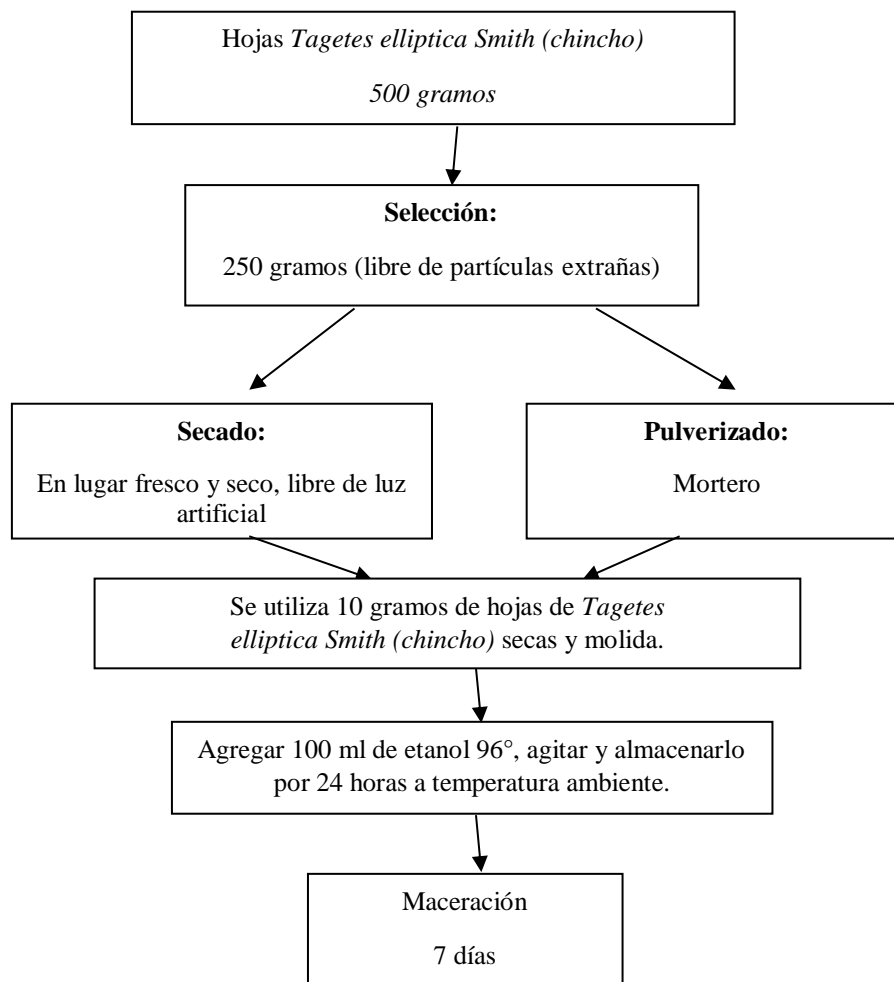 Hojas Tagetes elliptica Smith (chincho)
500 gramos
Selección:
250 gramos (libre de partículas extrañas)
Secado:
En lugar fresco y seco, libre de luz
artificial
Pulverizado:
Mortero
Se utiliza 10 gramos de hojas de Tagetes
elliptica Smith (chincho) secas y molida.
Agregar 100 ml de etanol 96°, agitar y almacenarlo
por 24 horas a temperatura ambiente.
Maceración
7 días